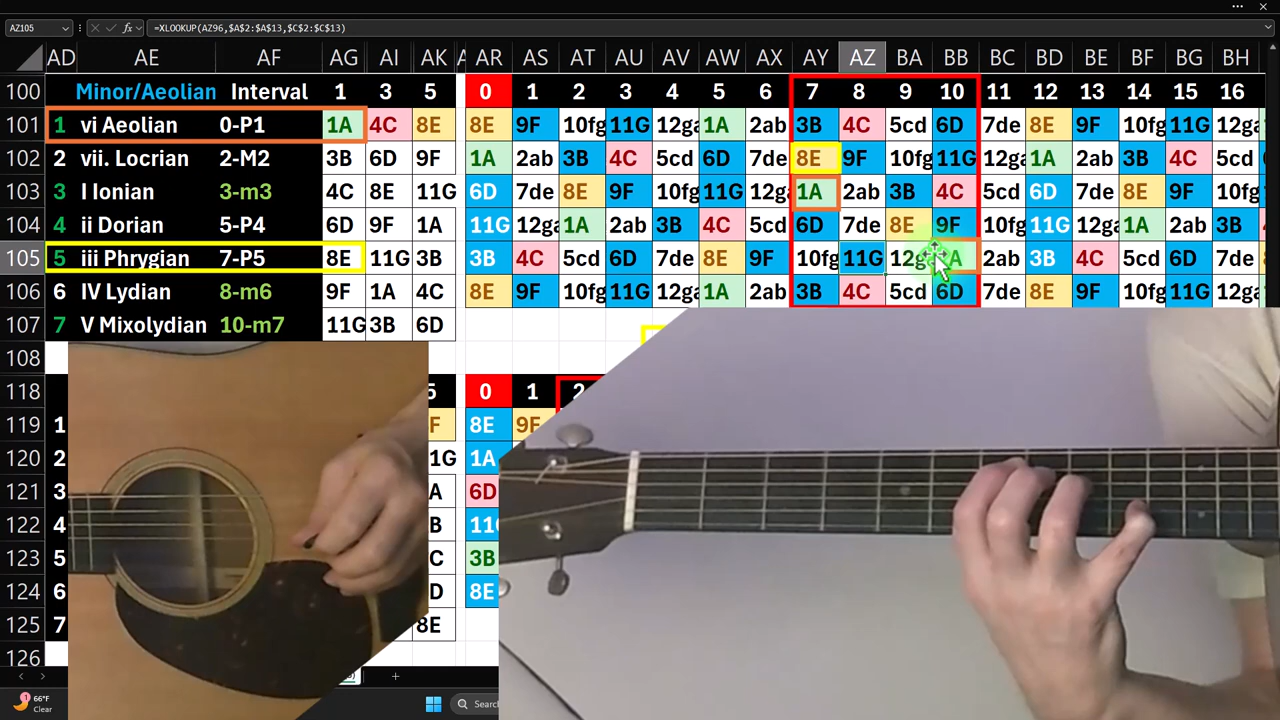 AZ105 =XLOOKUP(AZ96,$A$2:$A$13,$C$2:$C$13)
AD AE AF AG AI AK AR AS AT AU AV AW AX AY AZ BA BB BC BD BE BF BG BH
100 Minor/Aeolian Interval 1 3 5 0 1 2 3 4 5 6 7 8 9 10 11 12 13 14 15 16
101 1 vi Aeolian 0-P1 1A 4C 8E 8E 9F 10fg 11G 12ga 1A 2ab 3B 4C 5cd 6D 7de 8E 9F 10fg 11G 12ga
102 2 vii. Locrian 2-M2 3B 6D 9F 1A 2ab 3B 4C 5cd 6D 7de 8E 9F 10fg 11G 12ga 1A 2ab 3B 4C 5cd
103 3 I Ionian 3-m3 4C 8E 11G 6D 7de 8E 9F 10fg 11G 12ga 1A 2ab 3B 4C 5cd 6D 7de 8E 9F 10fg
104 4 ii Dorian 5-P4 6D 9F 1A 11G 12ga 1A 2ab 3B 4C 5cd 6D 7de 8E 9F 10fg 11G 12ga 1A 2ab 3B
105 5 iii Phrygian 7-P5 8E 11G 3B 3B 4C 5cd 6D 7de 8E 9F 10fg 11G 12g A 2ab 3B 4C 5cd 6D 7de
106 6 IV Lydian 8-m6 9F 1A 4C 8E 9F 10fg 11G 12ga 1A 2ab 3B 4C 5cd 6D 7de 8E 9F 10fg 11G 12ga
107 7 V Mixolydian 10-m7 11G 3B 6D
108
118 5 0 1 2
119 1 F 8E 9F
120 2 1G 1A
121 3 A 6D
122 4 B 11
123 5 C 3B
124 6 D 8E
125 7 8E
126
66°F
Clear
Search